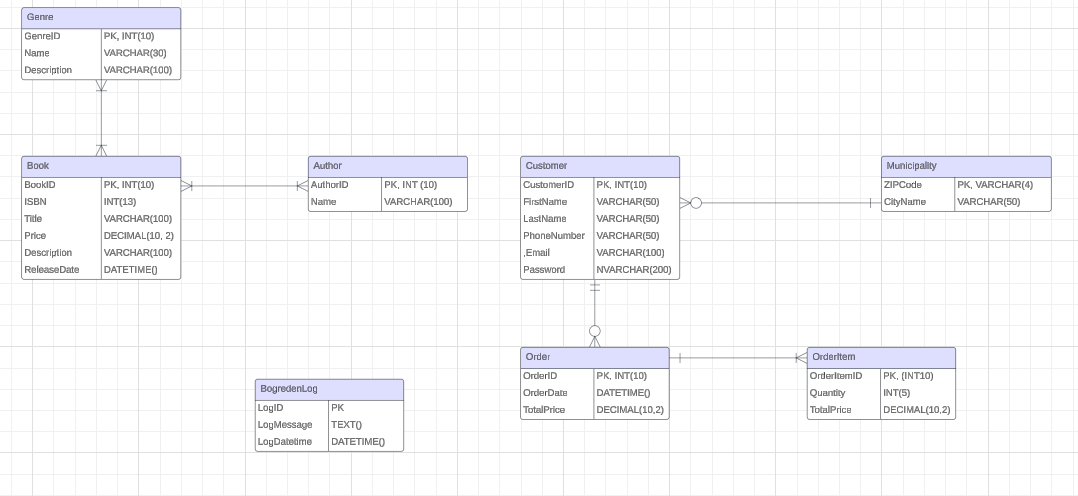 Genre
GenreID PK, INT(10)
Name VARCHAR(30)
Description VARCHAR(100)
Book
BookID PK, INT(10)
ISBN INT(13)
Title VARCHAR(100)
Price DECIMAL(10, 2)
Description VARCHAR(100)
ReleaseDate DATETIME()
Author
AuthorID PK, INT (10)
Name VARCHAR(100)
Customer
CustomerID PK, INT(10)
FirstName VARCHAR(50)
LastName VARCHAR(50)
PhoneNumber VARCHAR(50)
,Email VARCHAR(100)
Password NVARCHAR(200)
Municipality
ZIPCode PK, VARCHAR(4)
CityName VARCHAR(50)
BogredenLog
LogID PK
LogMessage TEXT()
LogDatetime DATETIME()
Order
OrderID PK, INT(10)
OrderDate DATETIME()
TotalPrice DECIMAL(10,2)
OrderItem
OrderItemID PK, (INT10)
Quantity INT(5)
TotalPrice DECIMAL(10,2)